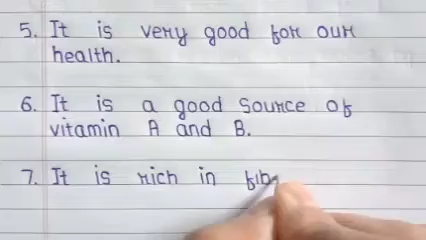 5. It is very good for our
health.
6. It is a good source of
vitamin A and B.
7. It is rich in fib